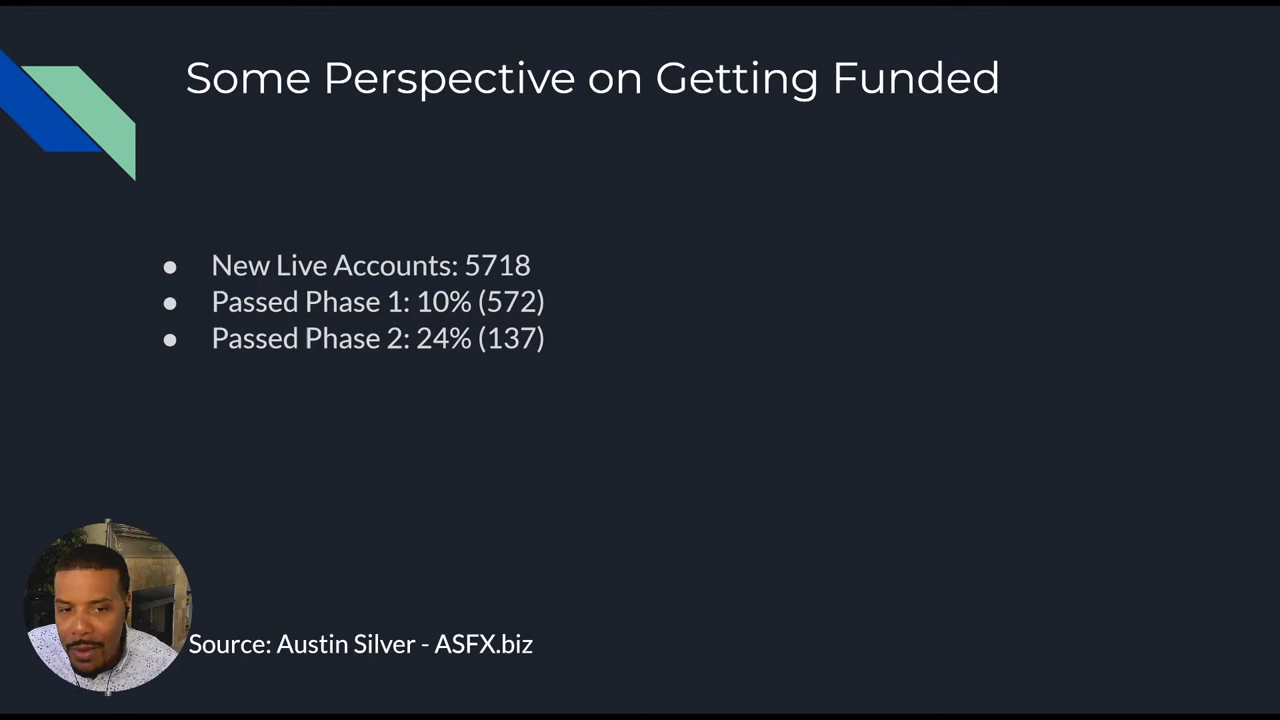 Some Perspective on Getting Funded
● New Live Accounts: 5718
● Passed Phase 1: 10% (572)
● Passed Phase 2: 24% (137)
Source: Austin Silver - ASFX.biz